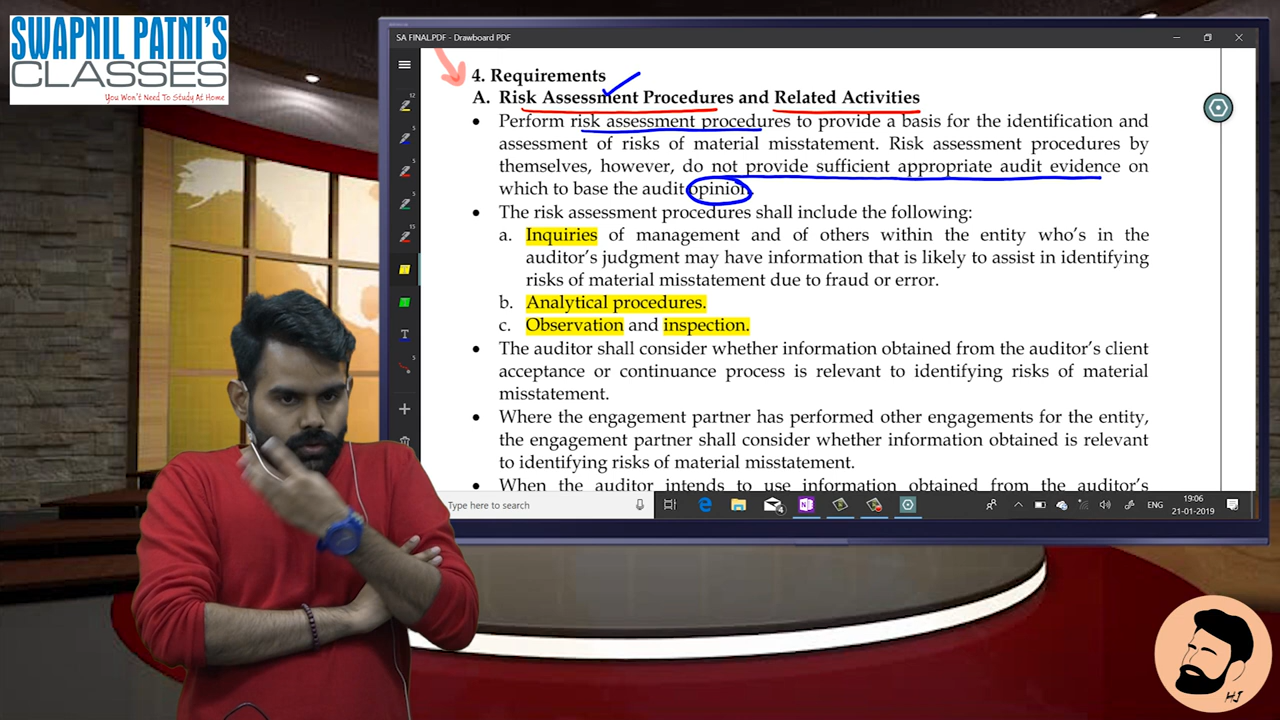 SWAPNIL PATNI'S
CLASSES
You Won't Need To Study At Home
SA FINAL.PDF - Drawboard PDF
4. Requirements
A. Risk Assessment Procedures and Related Activities
• Perform risk assessment procedures to provide a basis for the identification and
assessment of risks of material misstatement. Risk assessment procedures by
themselves, however, do not provide sufficient appropriate audit evidence on
which to base the audit opinion.
• The risk assessment procedures shall include the following:
a. Inquiries of management and of others within the entity who's in the
auditor's judgment may have information that is likely to assist in identifying
risks of material misstatement due to fraud or error.
b. Analytical procedures.
c. Observation and inspection.
• The auditor shall consider whether information obtained from the auditor's client
acceptance or continuance process is relevant to identifying risks of material
misstatement.
• Where the engagement partner has performed other engagements for the entity,
the engagement partner shall consider whether information obtained is relevant
to identifying risks of material misstatement.
• When the auditor intends to use information obtained from the auditor's
Type here to search
ENG
19:06
21-01-2019
HJ